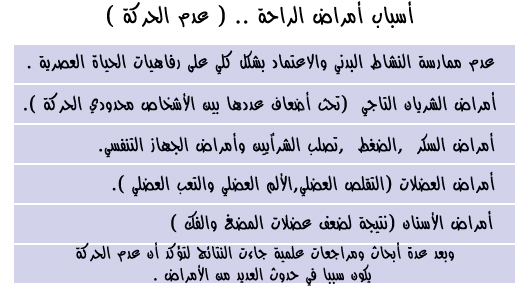 أسباب أمراض الراحة .. ( عدم الحركة )
عدم ممارسة النشاط البدني والاعتماد بشكل كلي على رفاهيات الحياة العصرية .
أمراض الشريان التاجي (تحدث أضعاف عددها بين الأشخاص محدودي الحركة ).
أمراض السكر ,الضغط ,تصلب الشرآيين وأمراض الجهاز التنفسي.
أمراض العضلات (التقلص العضلي,الألم العضلي والتعب العضلي ).
أمراض الأسنان (نتيجة لضعف عضلات المضغ والفك )
وبعد عدة أبحاث ومراجعات علمية جاءت النتائج لتؤكد أن عدم الحركة
يكون سببا في حدوث العديد من الأمراض .